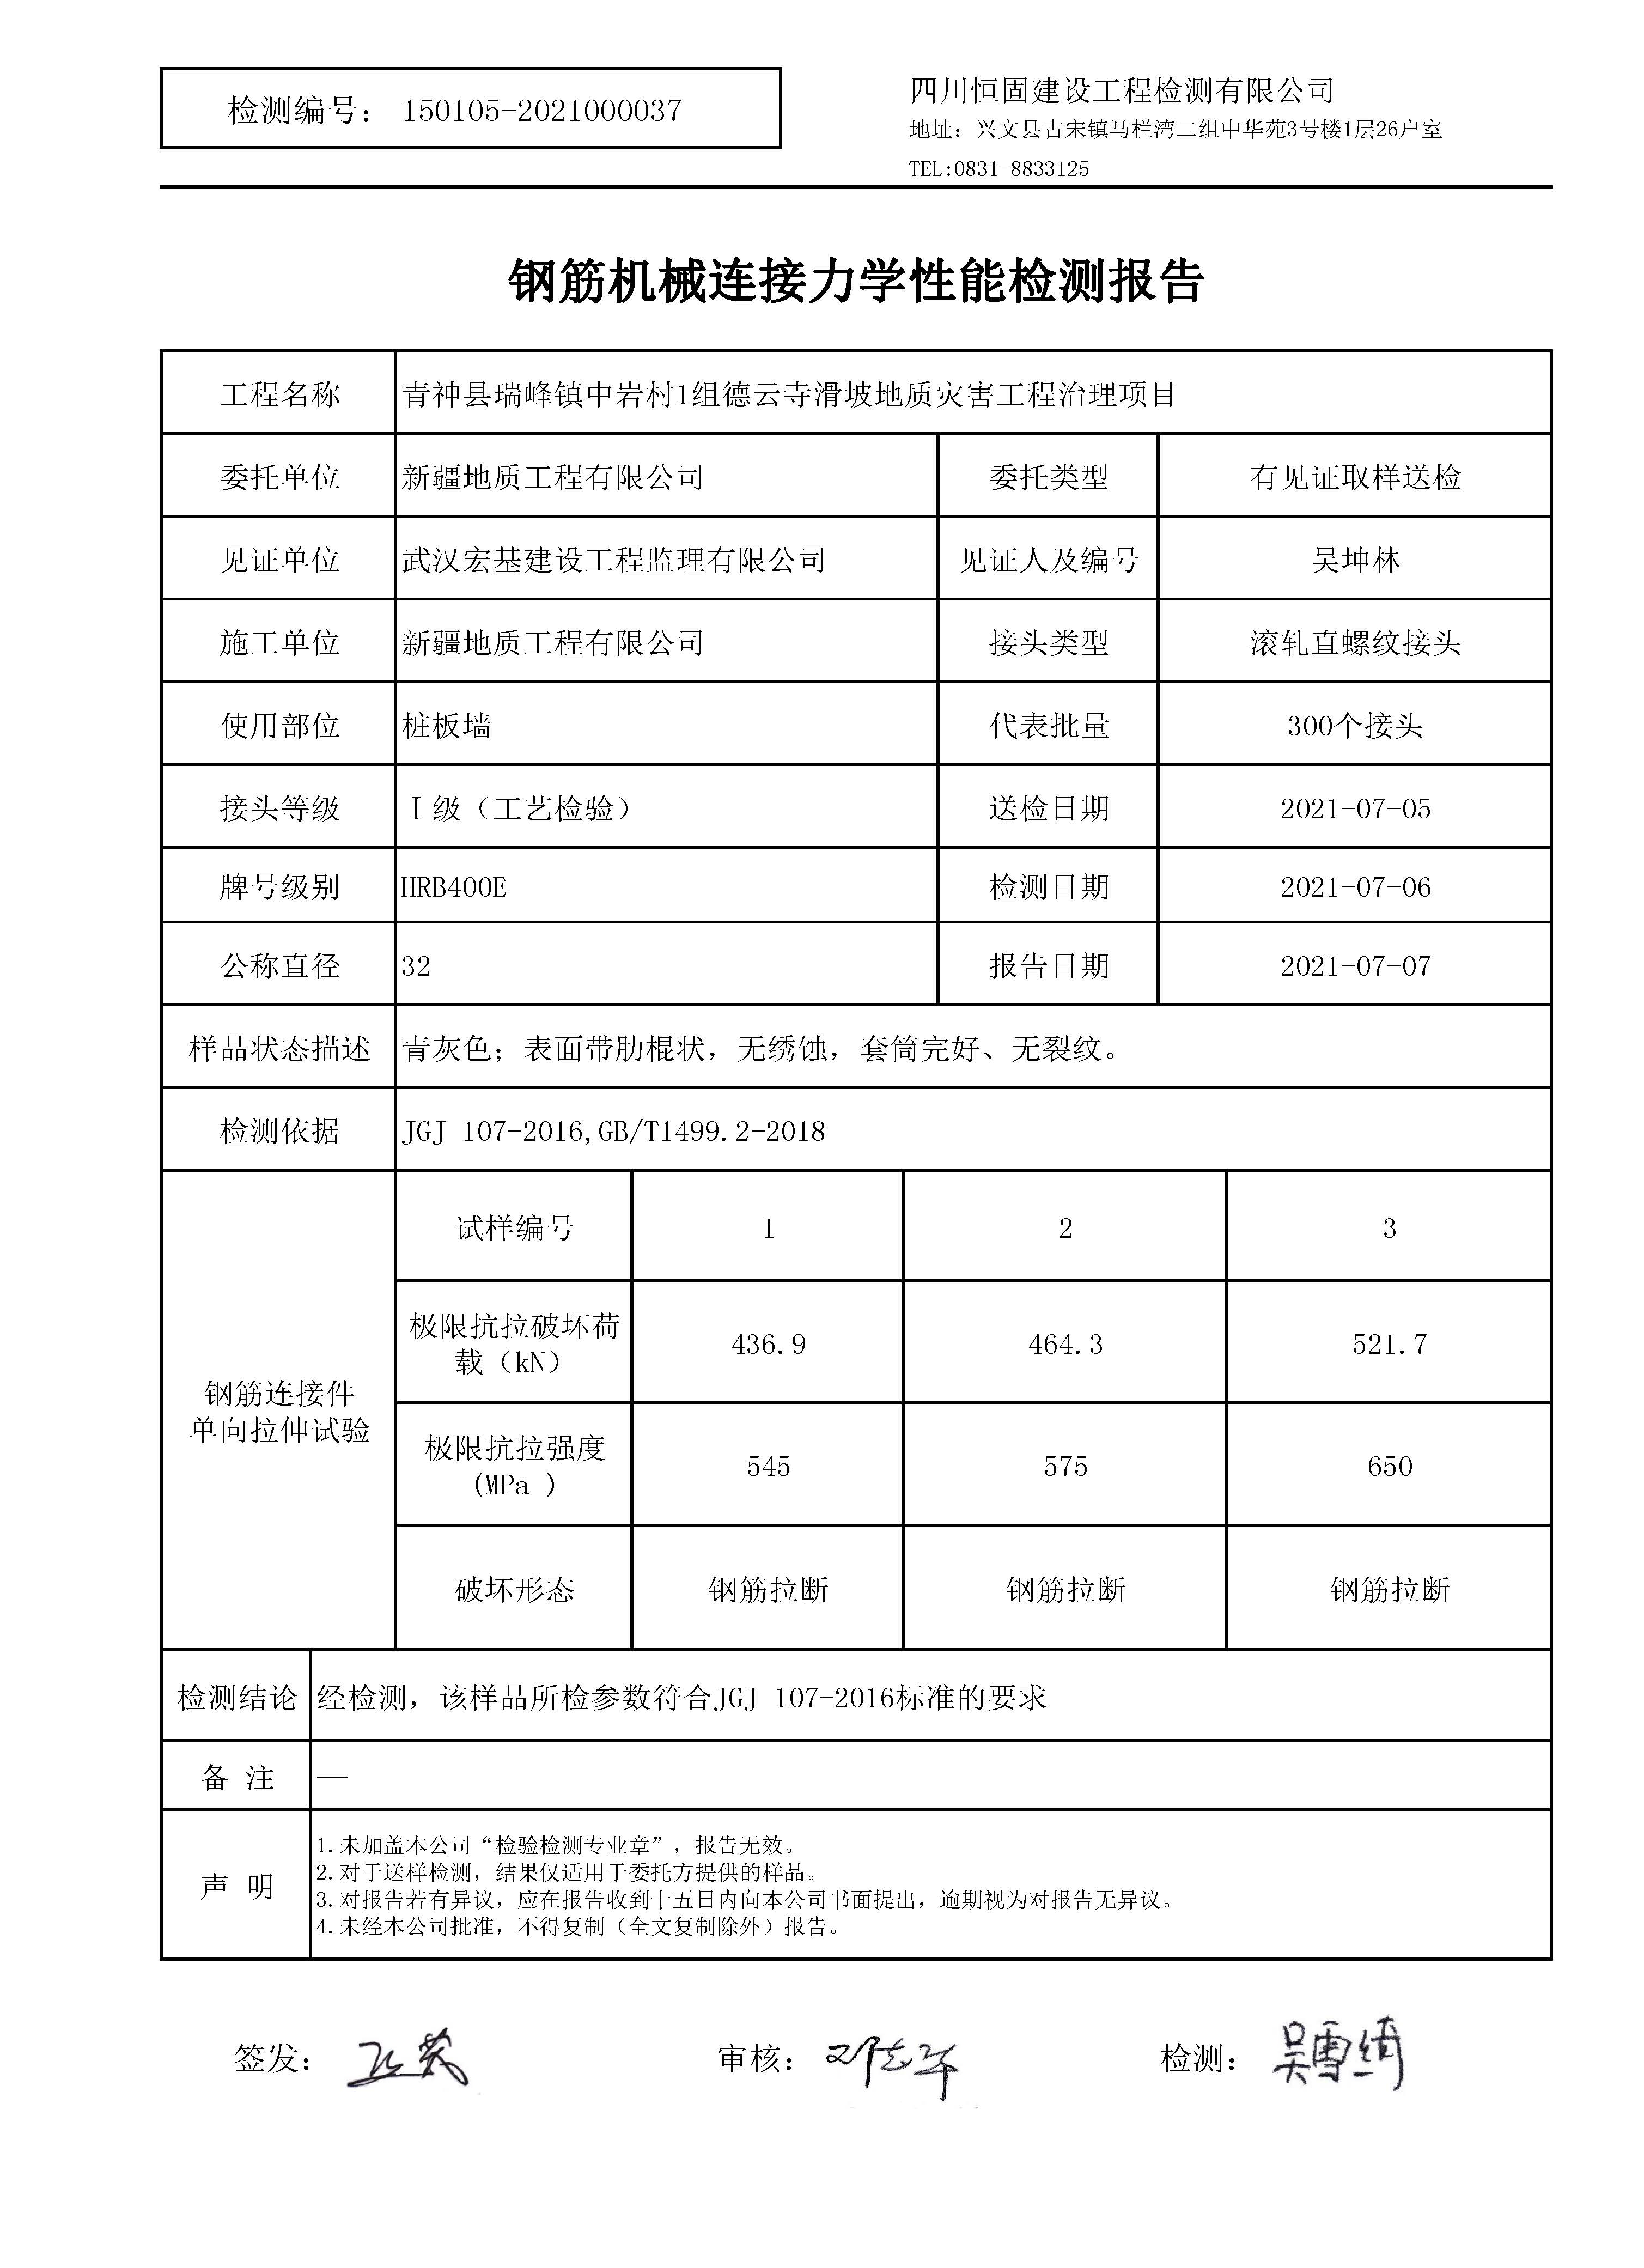 检测编号： 150105-2021000037
四川恒固建设工程检测有限公司
地址：兴文县古宋镇马栏湾二组中华苑3号楼1层26户室
TEL:0831-8833125
钢筋机械连接力学性能检测报告
工程名称 青神县瑞峰镇中岩村1组德云寺滑坡地质灾害工程治理项目
委托单位 新疆地质工程有限公司 委托类型 有见证取样送检
见证单位 武汉宏基建设工程监理有限公司 见证人及编号 吴坤林
施工单位 新疆地质工程有限公司 接头类型 滚轧直螺纹接头
使用部位 桩板墙 代表批量 300个接头
接头等级 Ⅰ级（工艺检验） 送检日期 2021-07-05
牌号级别 HRB400E 检测日期 2021-07-06
公称直径 32 报告日期 2021-07-07
样品状态描述 青灰色；表面带肋棍状，无绣蚀，套筒完好、无裂纹。
检测依据 JGJ 107-2016,GB/T1499.2-2018
钢筋连接件
单向拉伸试验
试样编号 1 2 3
极限抗拉破坏荷
载（kN） 436.9 464.3 521.7
极限抗拉强度
(MPa ) 545 575 650
破坏形态 钢筋拉断 钢筋拉断 钢筋拉断
检测结论 经检测，该样品所检参数符合JGJ 107-2016标准的要求
备 注 —
声 明
1.未加盖本公司“检验检测专业章”，报告无效。
2.对于送样检测，结果仅适用于委托方提供的样品。
3.对报告若有异议，应在报告收到十五日内向本公司书面提出，逾期视为对报告无异议。
4.未经本公司批准，不得复制（全文复制除外）报告。
签发： 审核： 检测： 吴雪绮